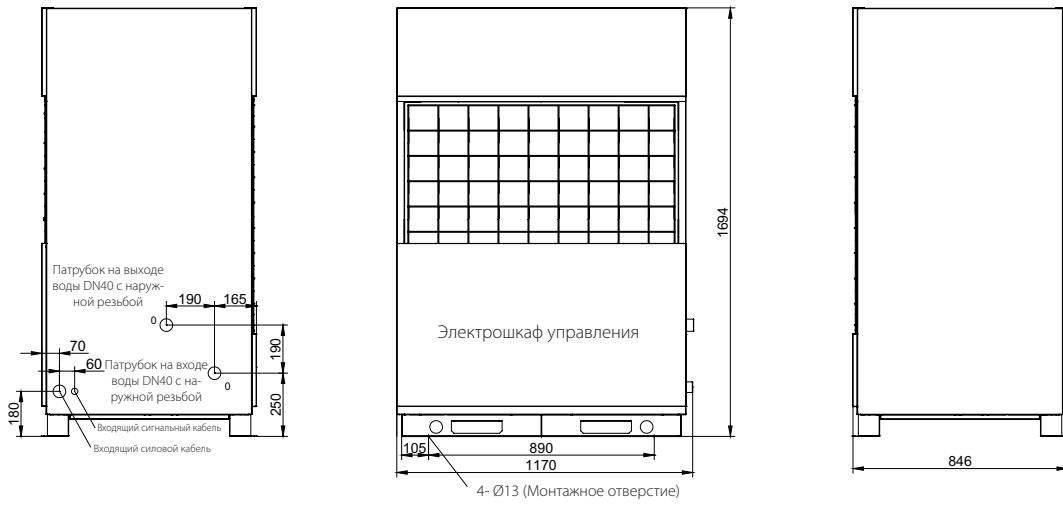 Патрубок на выходе
воды DN40 с наруж-
ной резьбой
190
165
0
70
60
190
Патрубок на входе
воды DN40 с на-
ружной резьбой
0
250
180
Входящий сигнальный кабель
Входящий силовой кабель
Электрошкаф управления
1694
105
890
1170
4- Ø13 (Монтажное отверстие)
846